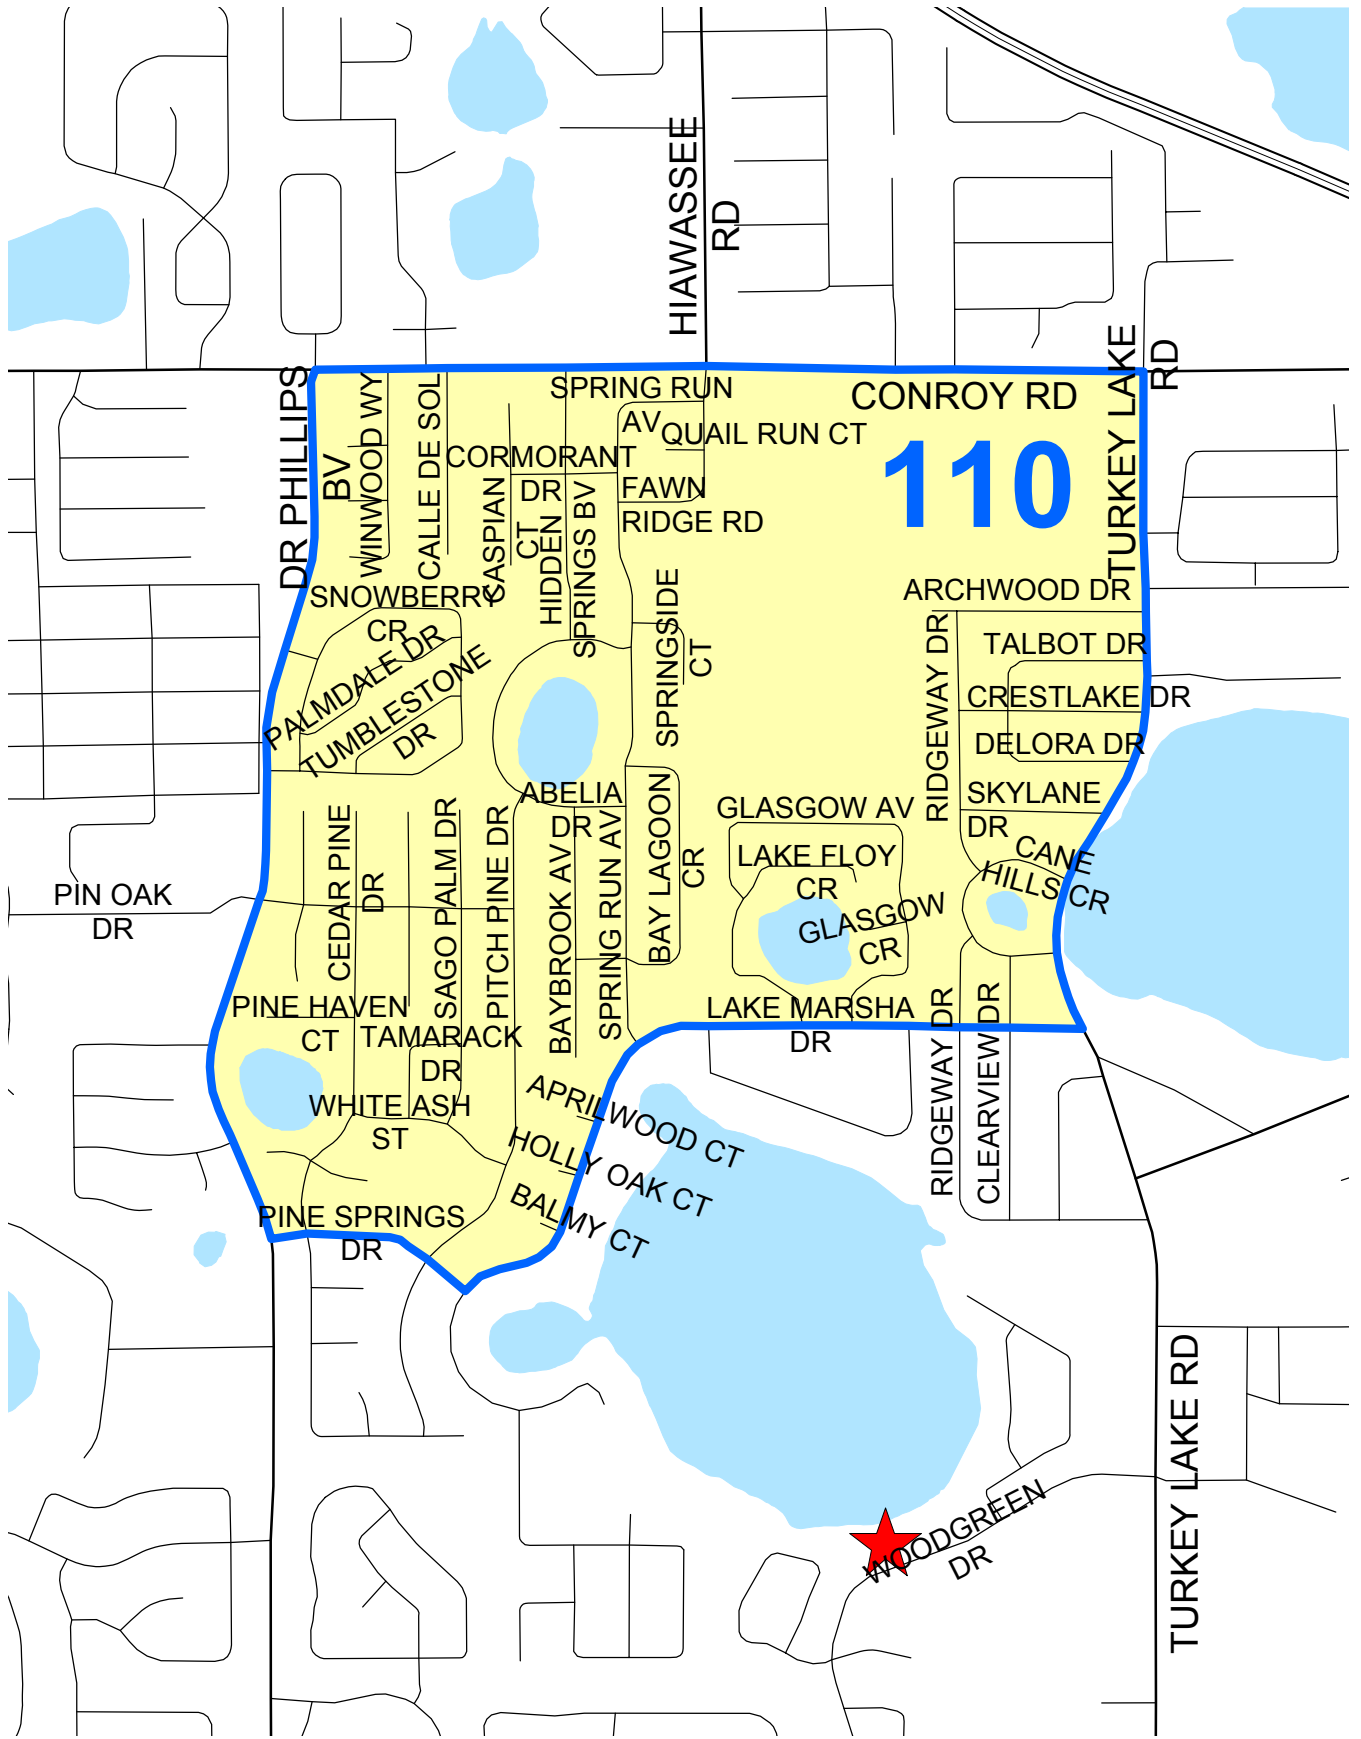 HIAWASSEE
RD
DR PHILLIPS
BV
WINWOOD WY
CALLE DE SOL
SPRING RUN
AV
QUAIL RUN CT
CONROY RD
TURKEY LAKE
RD
110
CORMORANT
DR
CASPIAN
CT
HIDDEN
SPRINGS BV
FAWN
RIDGE RD
SNOWBERRY
CR
PALMDALE DR
TUMBLESTONE
DR
SPRINGSIDE
CT
ARCHWOOD DR
RIDGEWAY DR
TALBOT DR
CRESTLAKE DR
DELORA DR
SKYLANE
DR
CANE
HILLS CR
ABELIA
DR
GLASGOW AV
LAKE FLOY
CR
GLASGOW
CR
PIN OAK
DR
CEDAR PINE
DR
SAGO PALM DR
PITCH PINE DR
BAYBROOK AV
SPRING RUN AV
BAY LAGOON
CR
PINE HAVEN
CT
TAMARACK
DR
LAKE MARSHA
DR
RIDGEWAY DR
CLEARVIEW DR
WHITE ASH
ST
APRILWOOD CT
HOLLY OAK CT
BALMY CT
PINE SPRINGS
DR
TURKEY LAKE RD
WOODGREEN
DR